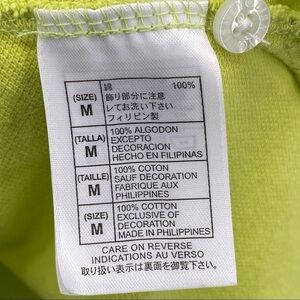 綿 100%
(SIZE) M 飾り部分に注意
してお洗い下さい
フィリピン製
100% ALGODON
(TALLA) M EXCEPTO
DECORACION
HECHO EN FILIPINAS
100% COTON
(TAILLE) M SAUF DECORATION
FABRIQUE AUX
PHILIPPINES
100% COTTON
(SIZE) M EXCLUSIVE OF
DECORATION
MADE IN PHILIPPINES
CARE ON REVERSE
INDICATIONS AU VERSO
取り扱い表示は裏面を御覧下さい。